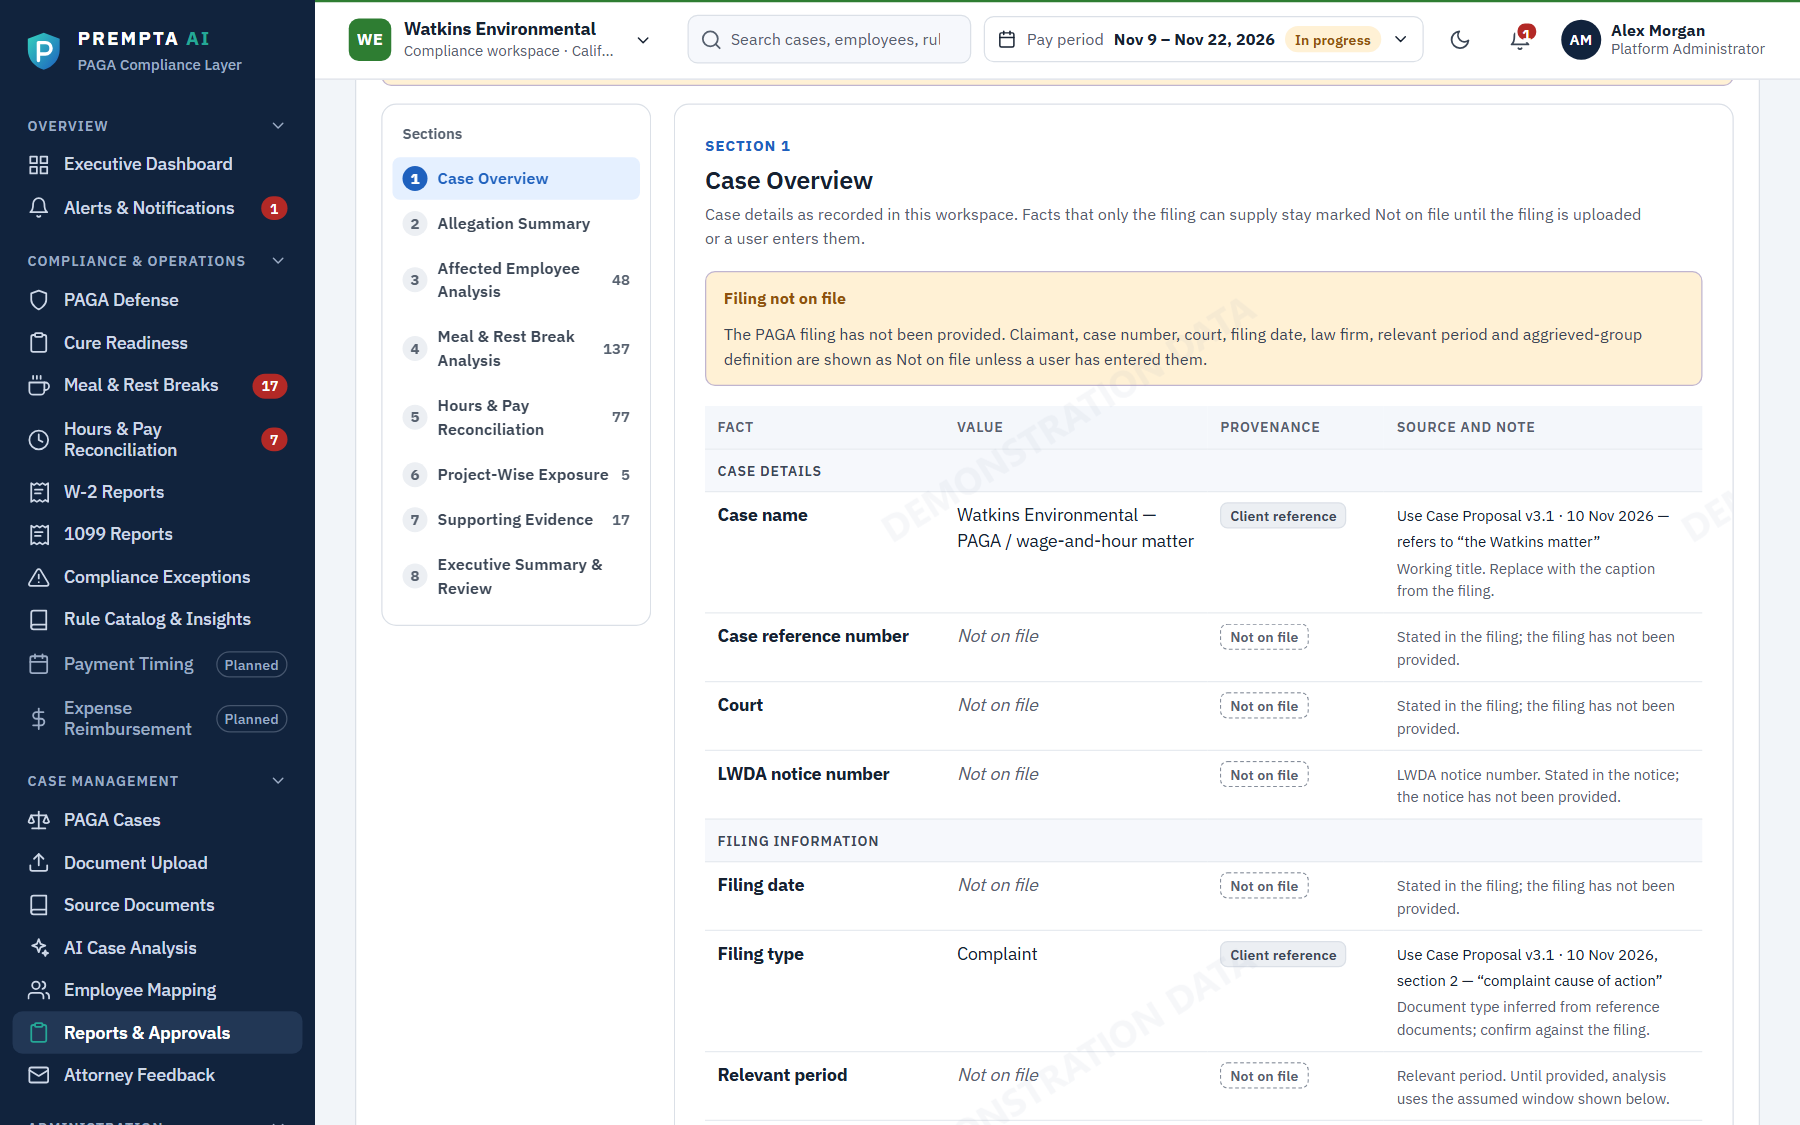 PREMPTA AI
PAGA Compliance Layer
OVERVIEW
Executive Dashboard
Alerts & Notifications 1
COMPLIANCE & OPERATIONS
PAGA Defense
Cure Readiness
Meal & Rest Breaks 17
Hours & Pay
Reconciliation 7
W-2 Reports
1099 Reports
Compliance Exceptions
Rule Catalog & Insights
Payment Timing Planned
Expense
Reimbursement Planned
CASE MANAGEMENT
PAGA Cases
Document Upload
Source Documents
AI Case Analysis
Employee Mapping
Reports & Approvals
Attorney Feedback
WE
Watkins Environmental
Compliance workspace · Calif...
Search cases, employees, rul
Pay period Nov 9 – Nov 22, 2026 In progress
1
AM
Alex Morgan
Platform Administrator
Sections
1 Case Overview
2 Allegation Summary
3 Affected Employee
Analysis 48
4 Meal & Rest Break
Analysis 137
5 Hours & Pay
Reconciliation 77
6 Project-Wise Exposure 5
7 Supporting Evidence 17
8 Executive Summary &
Review
SECTION 1
Case Overview
Case details as recorded in this workspace. Facts that only the filing can supply stay marked Not on file until the filing is uploaded
or a user enters them.
Filing not on file
The PAGA filing has not been provided. Claimant, case number, court, filing date, law firm, relevant period and aggrieved-group
definition are shown as Not on file unless a user has entered them.
FACT VALUE PROVENANCE SOURCE AND NOTE
CASE DETAILS
Case name
Watkins Environmental —
PAGA / wage-and-hour matter
Client reference
Use Case Proposal v3.1 · 10 Nov 2026 —
refers to “the Watkins matter”
Working title. Replace with the caption
from the filing.
Case reference number Not on file Not on file
Stated in the filing; the filing has not been
provided.
Court Not on file Not on file
Stated in the filing; the filing has not been
provided.
LWDA notice number Not on file Not on file
LWDA notice number. Stated in the notice;
the notice has not been provided.
FILING INFORMATION
Filing date Not on file Not on file
Stated in the filing; the filing has not been
provided.
Filing type Complaint Client reference
Use Case Proposal v3.1 · 10 Nov 2026,
section 2 — “complaint cause of action”
Document type inferred from reference
documents; confirm against the filing.
Relevant period Not on file Not on file
Relevant period. Until provided, analysis
uses the assumed window shown below.
DEMONSTRATION DATA